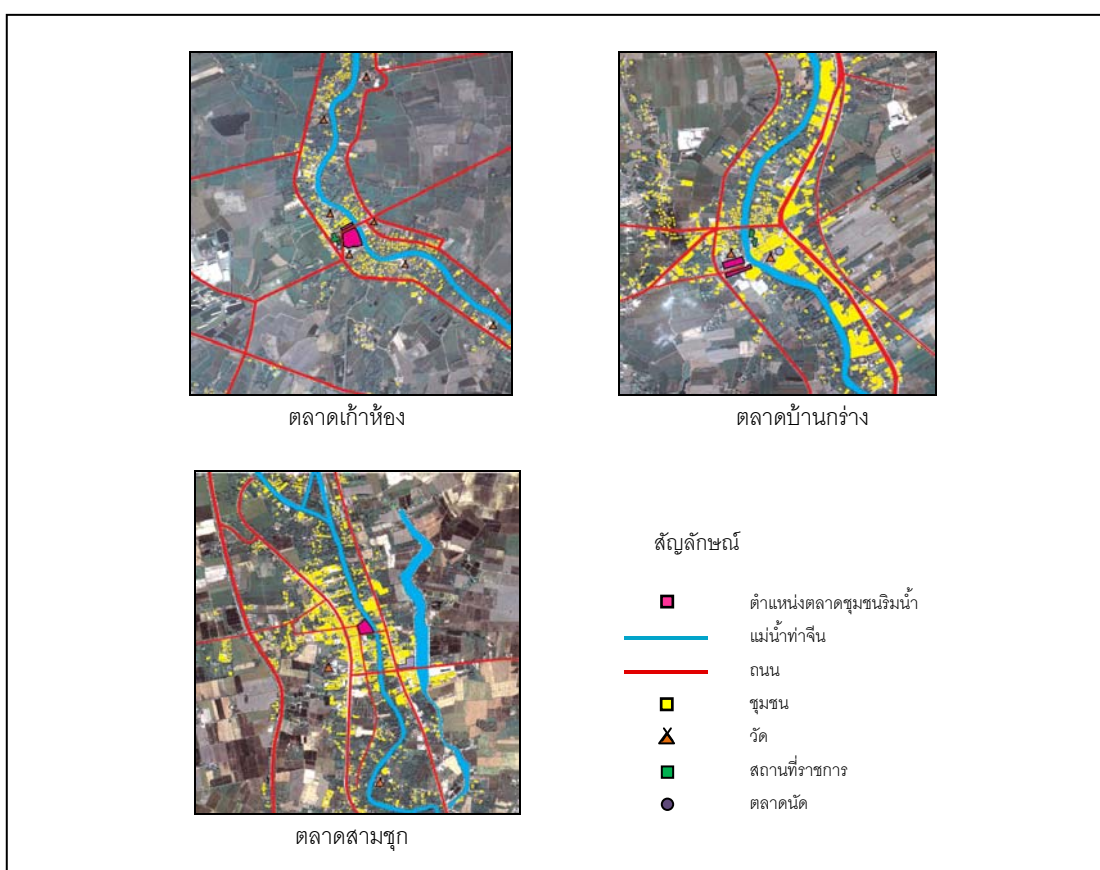 ตลาดเก้าห้อง
ตลาดบ้านกร่าง
ตลาดสามชุก
สัญลักษณ์
ตำแหน่งตลาดชุมชนริมน้ำ
แม่น้ำท่าจีน
ถนน
ชุมชน
วัด
สถานที่ราชการ
ตลาดนัด